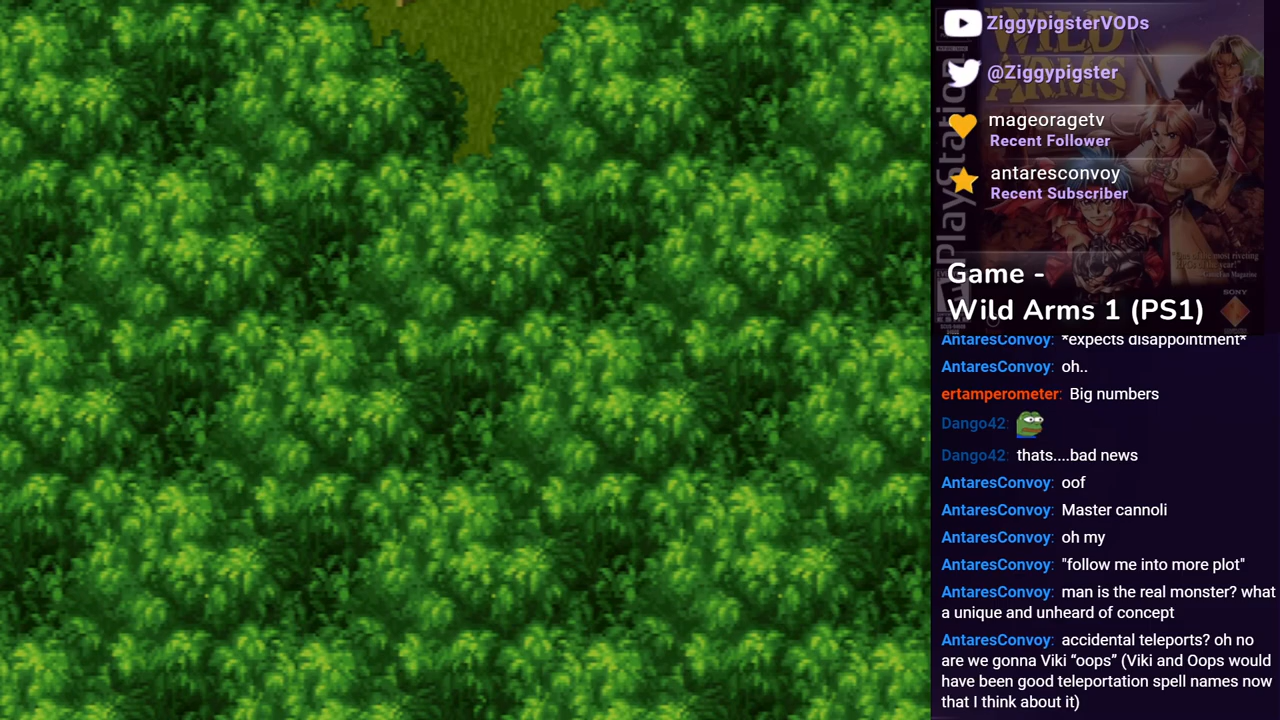 ZiggypigsterVODs
@Ziggypigster
mageoragetv
Recent Follower
antaresconvoy
Recent Subscriber
WILD
ARMS
PlayStation
SONY
Game -
Wild Arms 1 (PS1)
AntaresConvoy: *expects disappointment*
AntaresConvoy: oh..
ertamperometer: Big numbers
Dango42:
Dango42: thats....bad news
AntaresConvoy: oof
AntaresConvoy: Master cannoli
AntaresConvoy: oh my
AntaresConvoy: "follow me into more plot"
AntaresConvoy: man is the real monster? what
a unique and unheard of concept
AntaresConvoy: accidental teleports? oh no
are we gonna Viki “oops” (Viki and Oops would
have been good teleportation spell names now
that I think about it)